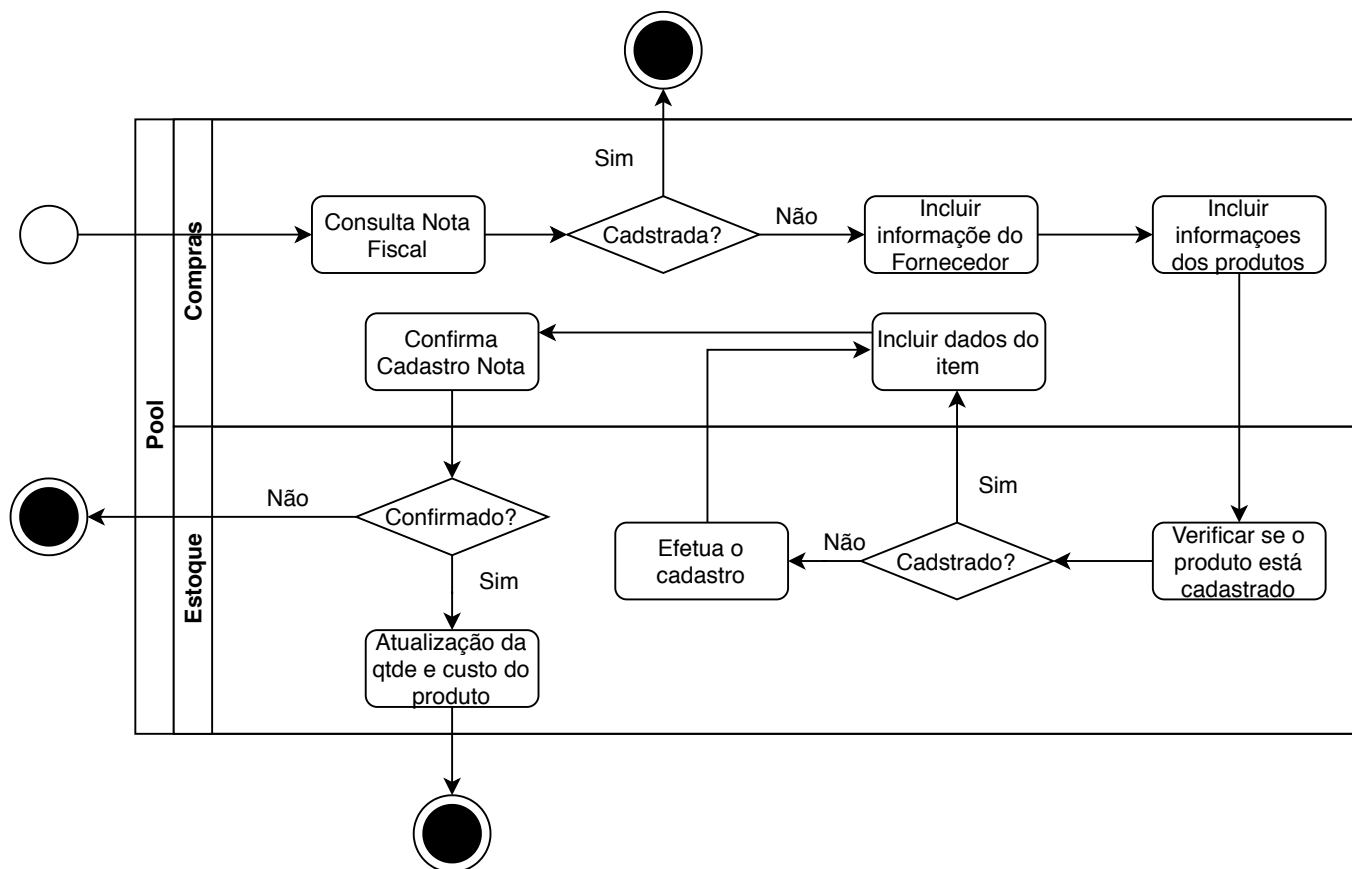 Sim
Consulta Nota
Fiscal
Cadstrada?
Não
Incluir
informaçõe do
Fornecedor
Incluir
informaçoes
dos produtos
Compras
Confirma
Cadastro Nota
Incluir dados do
item
Pool
Não
Confirmado?
Sim
Efetua o
cadastro
Não
Cadstrado?
Sim
Verificar se o
produto está
cadastrado
Estoque
Atualização da
qtde e custo do
produto